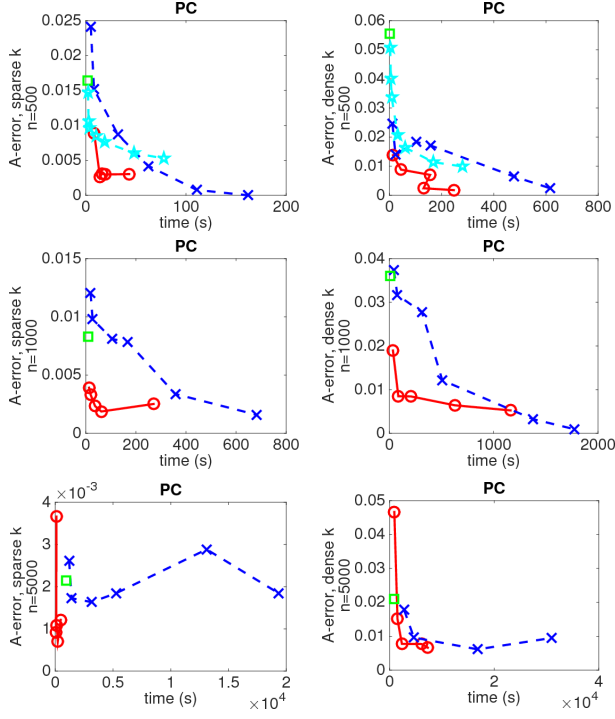 PC
0.025
0.02
0.015
0.01
0.005
0
0
100
200
time (s)
A-error, sparse k
n=500
PC
0.06
0.05
0.04
0.03
0.02
0.01
0
0
200
400
600
800
time (s)
A-error, dense k
n=500
PC
0.015
0.01
0.005
0
0
200
400
600
800
time (s)
A-error, sparse k
n=1000
PC
0.04
0.03
0.02
0.01
0
0
1000
2000
time (s)
A-error, dense k
n=1000
PC
×10⁻³
4
3
2
1
0
0
0.5
1
1.5
2
time (s)
×10⁴
A-error, sparse k
n=5000
PC
0.05
0.04
0.03
0.02
0.01
0
0
2
4
time (s)
×10⁴
A-error, dense k
n=5000